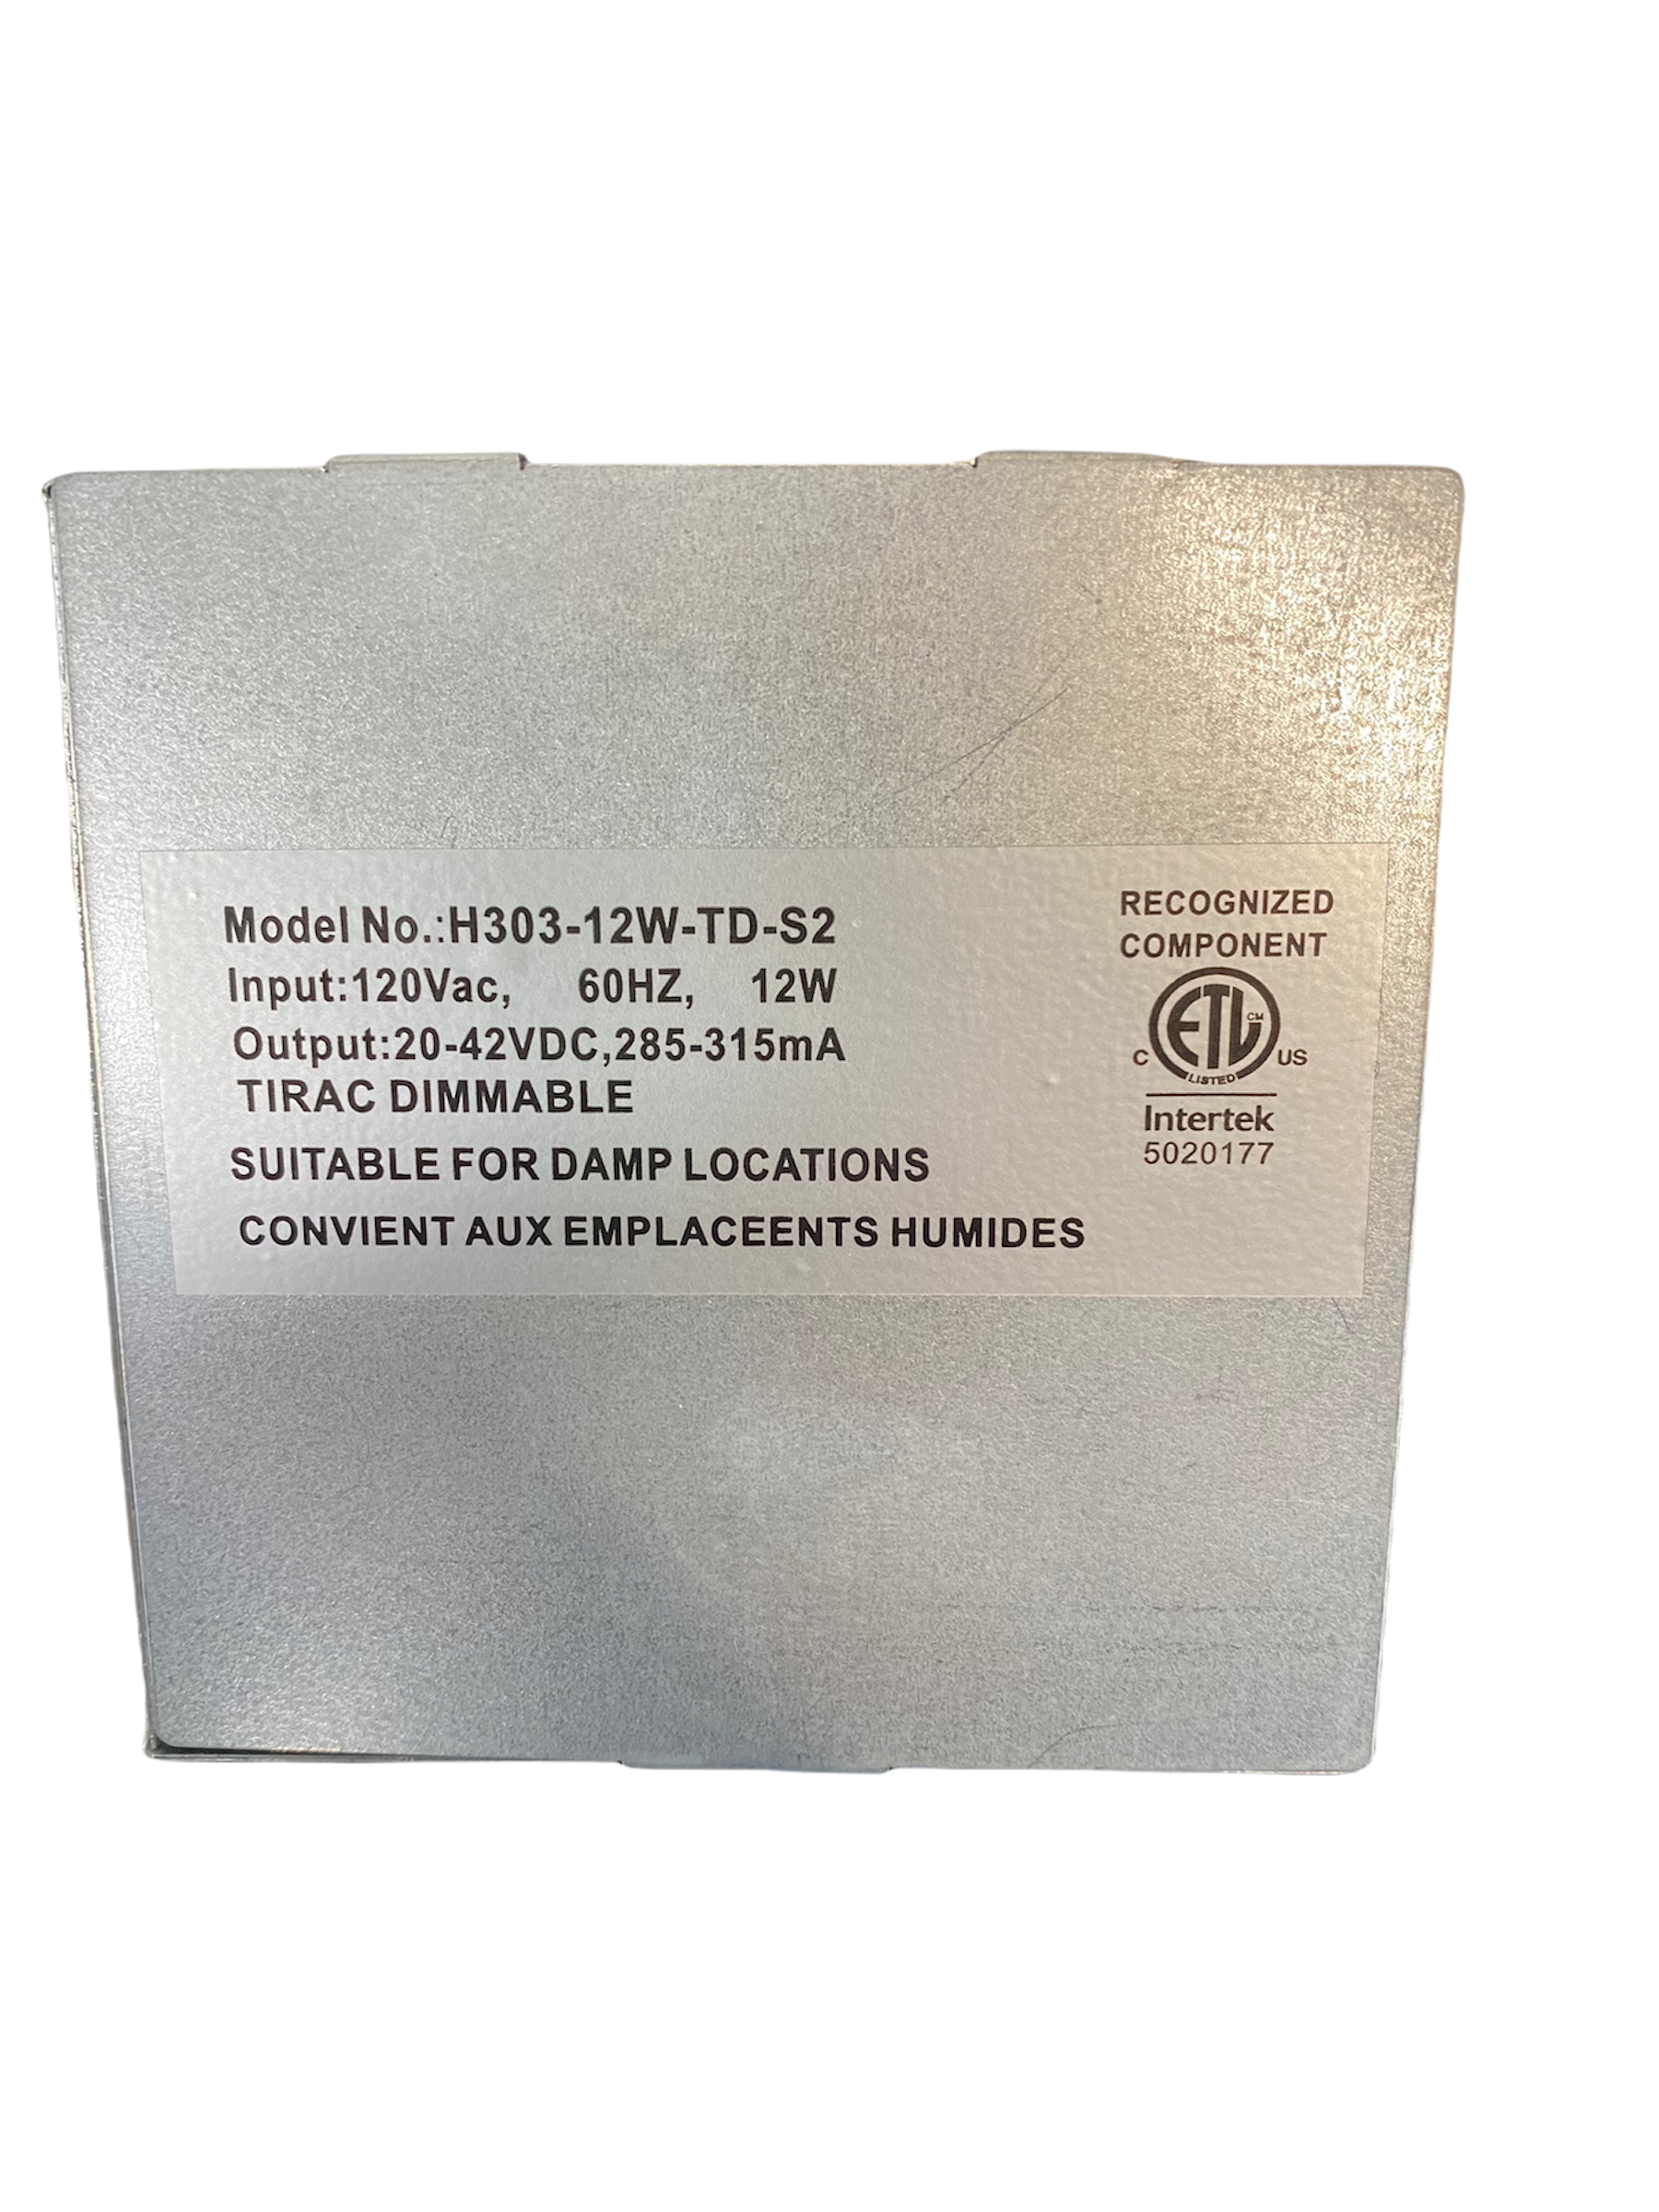 Model No.:H303-12W-TD-S2
Input:120Vac, 60HZ, 12W
Output:20-42VDC,285-315mA
TIRAC DIMMABLE
SUITABLE FOR DAMP LOCATIONS
CONVIENT AUX EMPLACEENTS HUMIDES
RECOGNIZED
COMPONENT
ETL CM
C LISTED US
Intertek
5020177